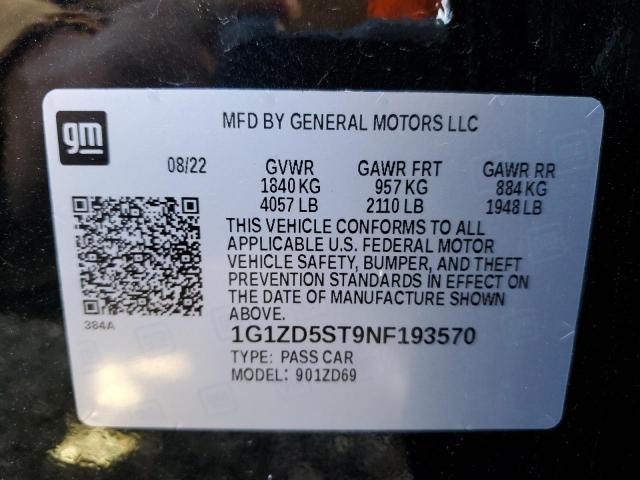 gm
MFD BY GENERAL MOTORS LLC
08/22 GVWR GAWR FRT GAWR RR
1840 KG 957 KG 884 KG
4057 LB 2110 LB 1948 LB
THIS VEHICLE CONFORMS TO ALL
APPLICABLE U.S. FEDERAL MOTOR
VEHICLE SAFETY, BUMPER, AND THEFT
PREVENTION STANDARDS IN EFFECT ON
THE DATE OF MANUFACTURE SHOWN
ABOVE.
384A
1G1ZD5ST9NF193570
TYPE: PASS CAR
MODEL: 901ZD69